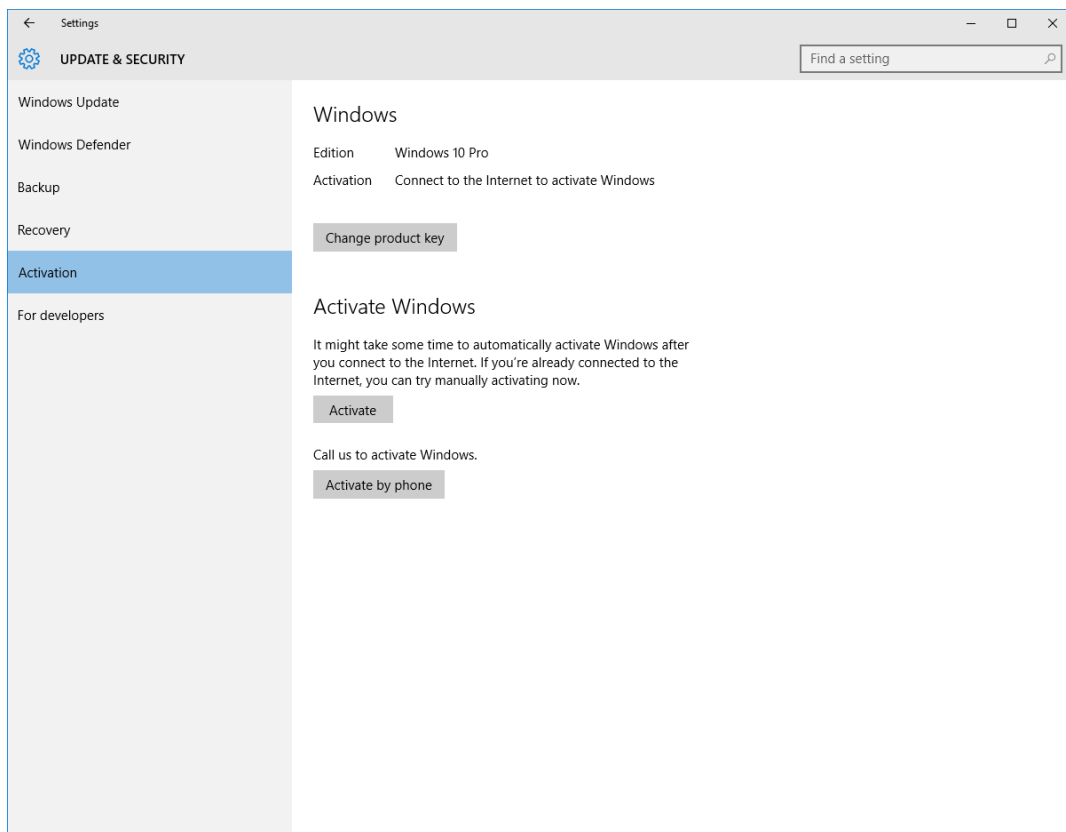 Settings
UPDATE & SECURITY
Find a setting
Windows Update
Windows Defender
Backup
Recovery
Activation
For developers
Windows
Edition Windows 10 Pro
Activation Connect to the Internet to activate Windows
Change product key
Activate Windows
It might take some time to automatically activate Windows after
you connect to the Internet. If you’re already connected to the
Internet, you can try manually activating now.
Activate
Call us to activate Windows.
Activate by phone